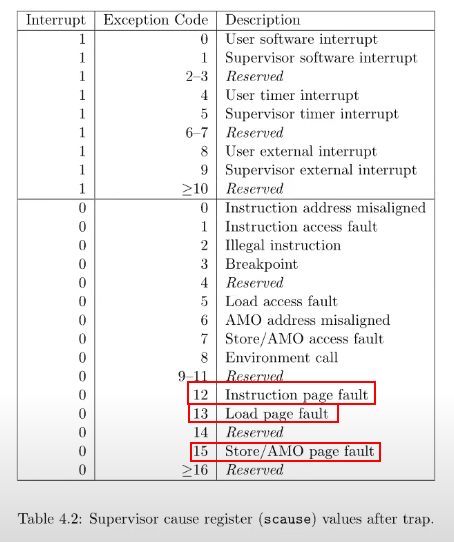 Interrupt Exception Code Description
1 0 User software interrupt
1 1 Supervisor software interrupt
1 2–3 Reserved
1 4 User timer interrupt
1 5 Supervisor timer interrupt
1 6–7 Reserved
1 8 User external interrupt
1 9 Supervisor external interrupt
1 ≥10 Reserved
0 0 Instruction address misaligned
0 1 Instruction access fault
0 2 Illegal instruction
0 3 Breakpoint
0 4 Reserved
0 5 Load access fault
0 6 AMO address misaligned
0 7 Store/AMO access fault
0 8 Environment call
0 9–11 Reserved
0 12 Instruction page fault
0 13 Load page fault
0 14 Reserved
0 15 Store/AMO page fault
0 ≥16 Reserved
Table 4.2: Supervisor cause register (scause) values after trap.